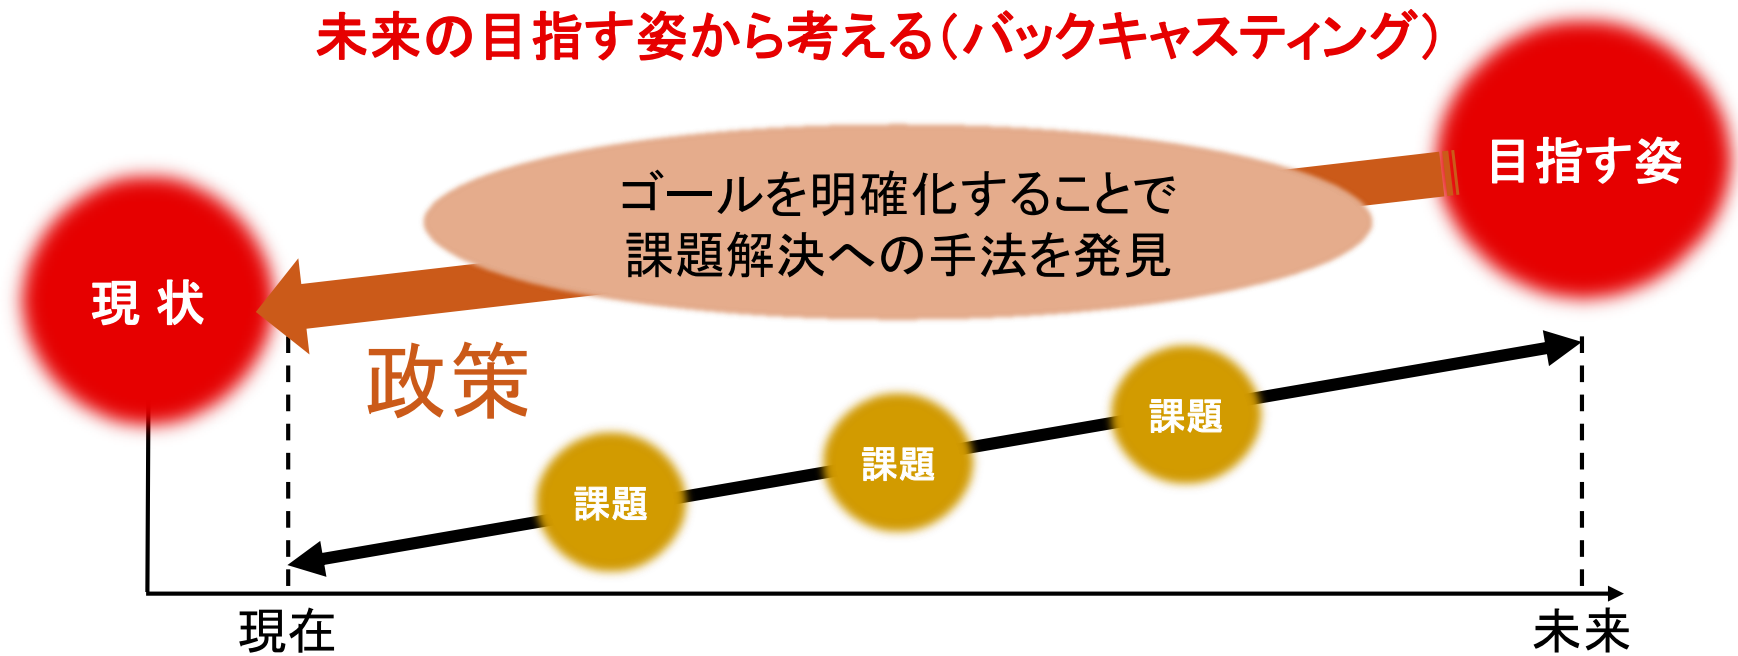 未来の目指す姿から考える(バックキャスティング)
目指す姿
ゴールを明確化することで
課題解決への手法を発見
現 状
政策
課題
課題
課題
現在
未来